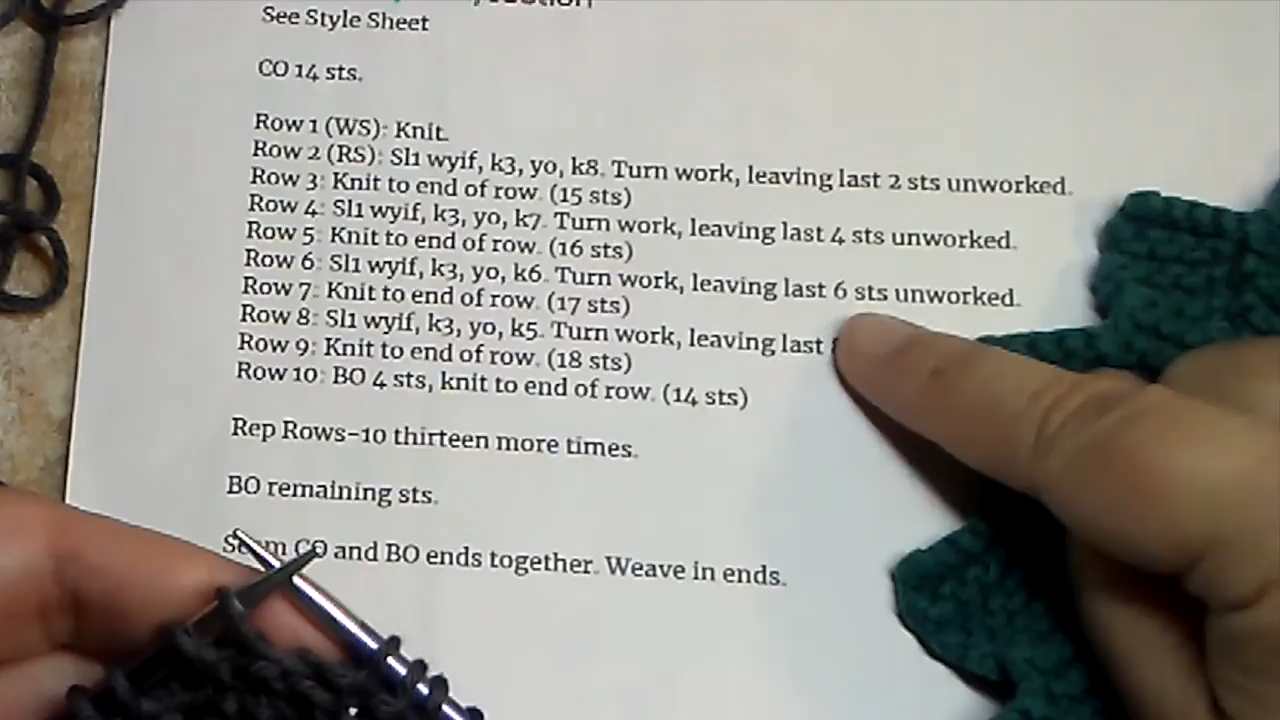 See Style Sheet
CO 14 sts.
Row 1 (WS): Knit.
Row 2 (RS): Sl1 wyif, k3, yo, k8. Turn work, leaving last 2 sts unworked.
Row 3: Knit to end of row. (15 sts)
Row 4: Sl1 wyif, k3, yo, k7. Turn work, leaving last 4 sts unworked.
Row 5: Knit to end of row. (16 sts)
Row 6: Sl1 wyif, k3, yo, k6. Turn work, leaving last 6 sts unworked.
Row 7: Knit to end of row. (17 sts)
Row 8: Sl1 wyif, k3, yo, k5. Turn work, leaving last
Row 9: Knit to end of row. (18 sts)
Row 10: BO 4 sts, knit to end of row. (14 sts)
Rep Rows-10 thirteen more times.
BO remaining sts.
CO and BO ends together. Weave in ends.